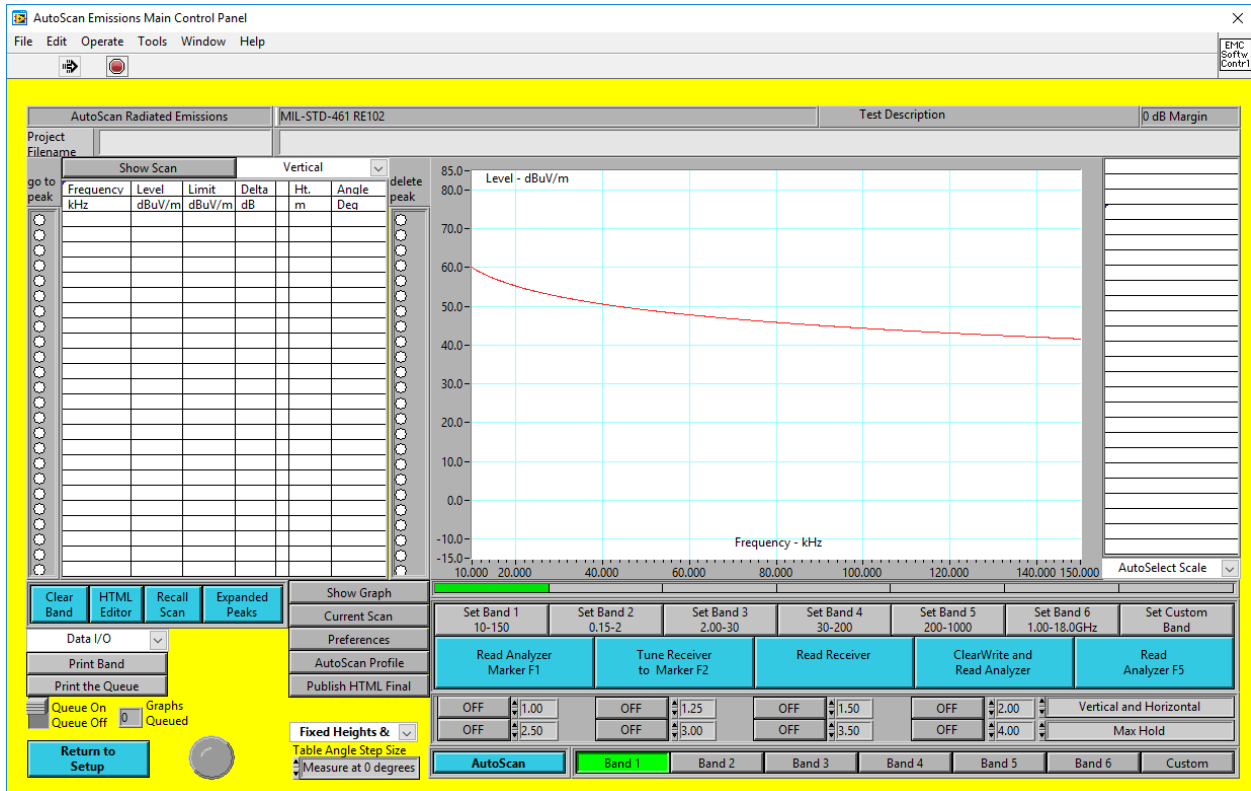 AutoScan Emissions Main Control Panel
File Edit Operate Tools Window Help
EMC
Softw
Contrl
AutoScan Radiated Emissions MIL-STD-461 RE102 Test Description 0 dB Margin
Project
Filename
Show Scan Vertical
go to
peak
delete
peak
Frequency Level Limit Delta Ht. Angle
kHz dBuV/m dBuV/m dB m Deg
Level - dBuV/m
85.0
80.0
70.0
60.0
50.0
40.0
30.0
20.0
10.0
0.0
-10.0
-15.0
Frequency - kHz
10.000 20.000 40.000 60.000 80.000 100.000 120.000 140.000 150.000
AutoSelect Scale
Clear
Band
HTML
Editor
Recall
Scan
Expanded
Peaks
Show Graph
Current Scan
Preferences
AutoScan Profile
Publish HTML Final
Data I/O
Print Band
Print the Queue
Queue On
Queue Off
0
Graphs
Queued
Return to
Setup
Fixed Heights &
Table Angle Step Size
Measure at 0 degrees
Set Band 1
10-150
Set Band 2
0.15-2
Set Band 3
2.00-30
Set Band 4
30-200
Set Band 5
200-1000
Set Band 6
1.00-18.0GHz
Set Custom
Band
Read Analyzer
Marker F1
Tune Receiver
to Marker F2
Read Receiver
ClearWrite and
Read Analyzer
Read
Analyzer F5
OFF 1.00 OFF 1.25 OFF 1.50 OFF 2.00 Vertical and Horizontal
OFF 2.50 OFF 3.00 OFF 3.50 OFF 4.00 Max Hold
AutoScan Band 1 Band 2 Band 3 Band 4 Band 5 Band 6 Custom